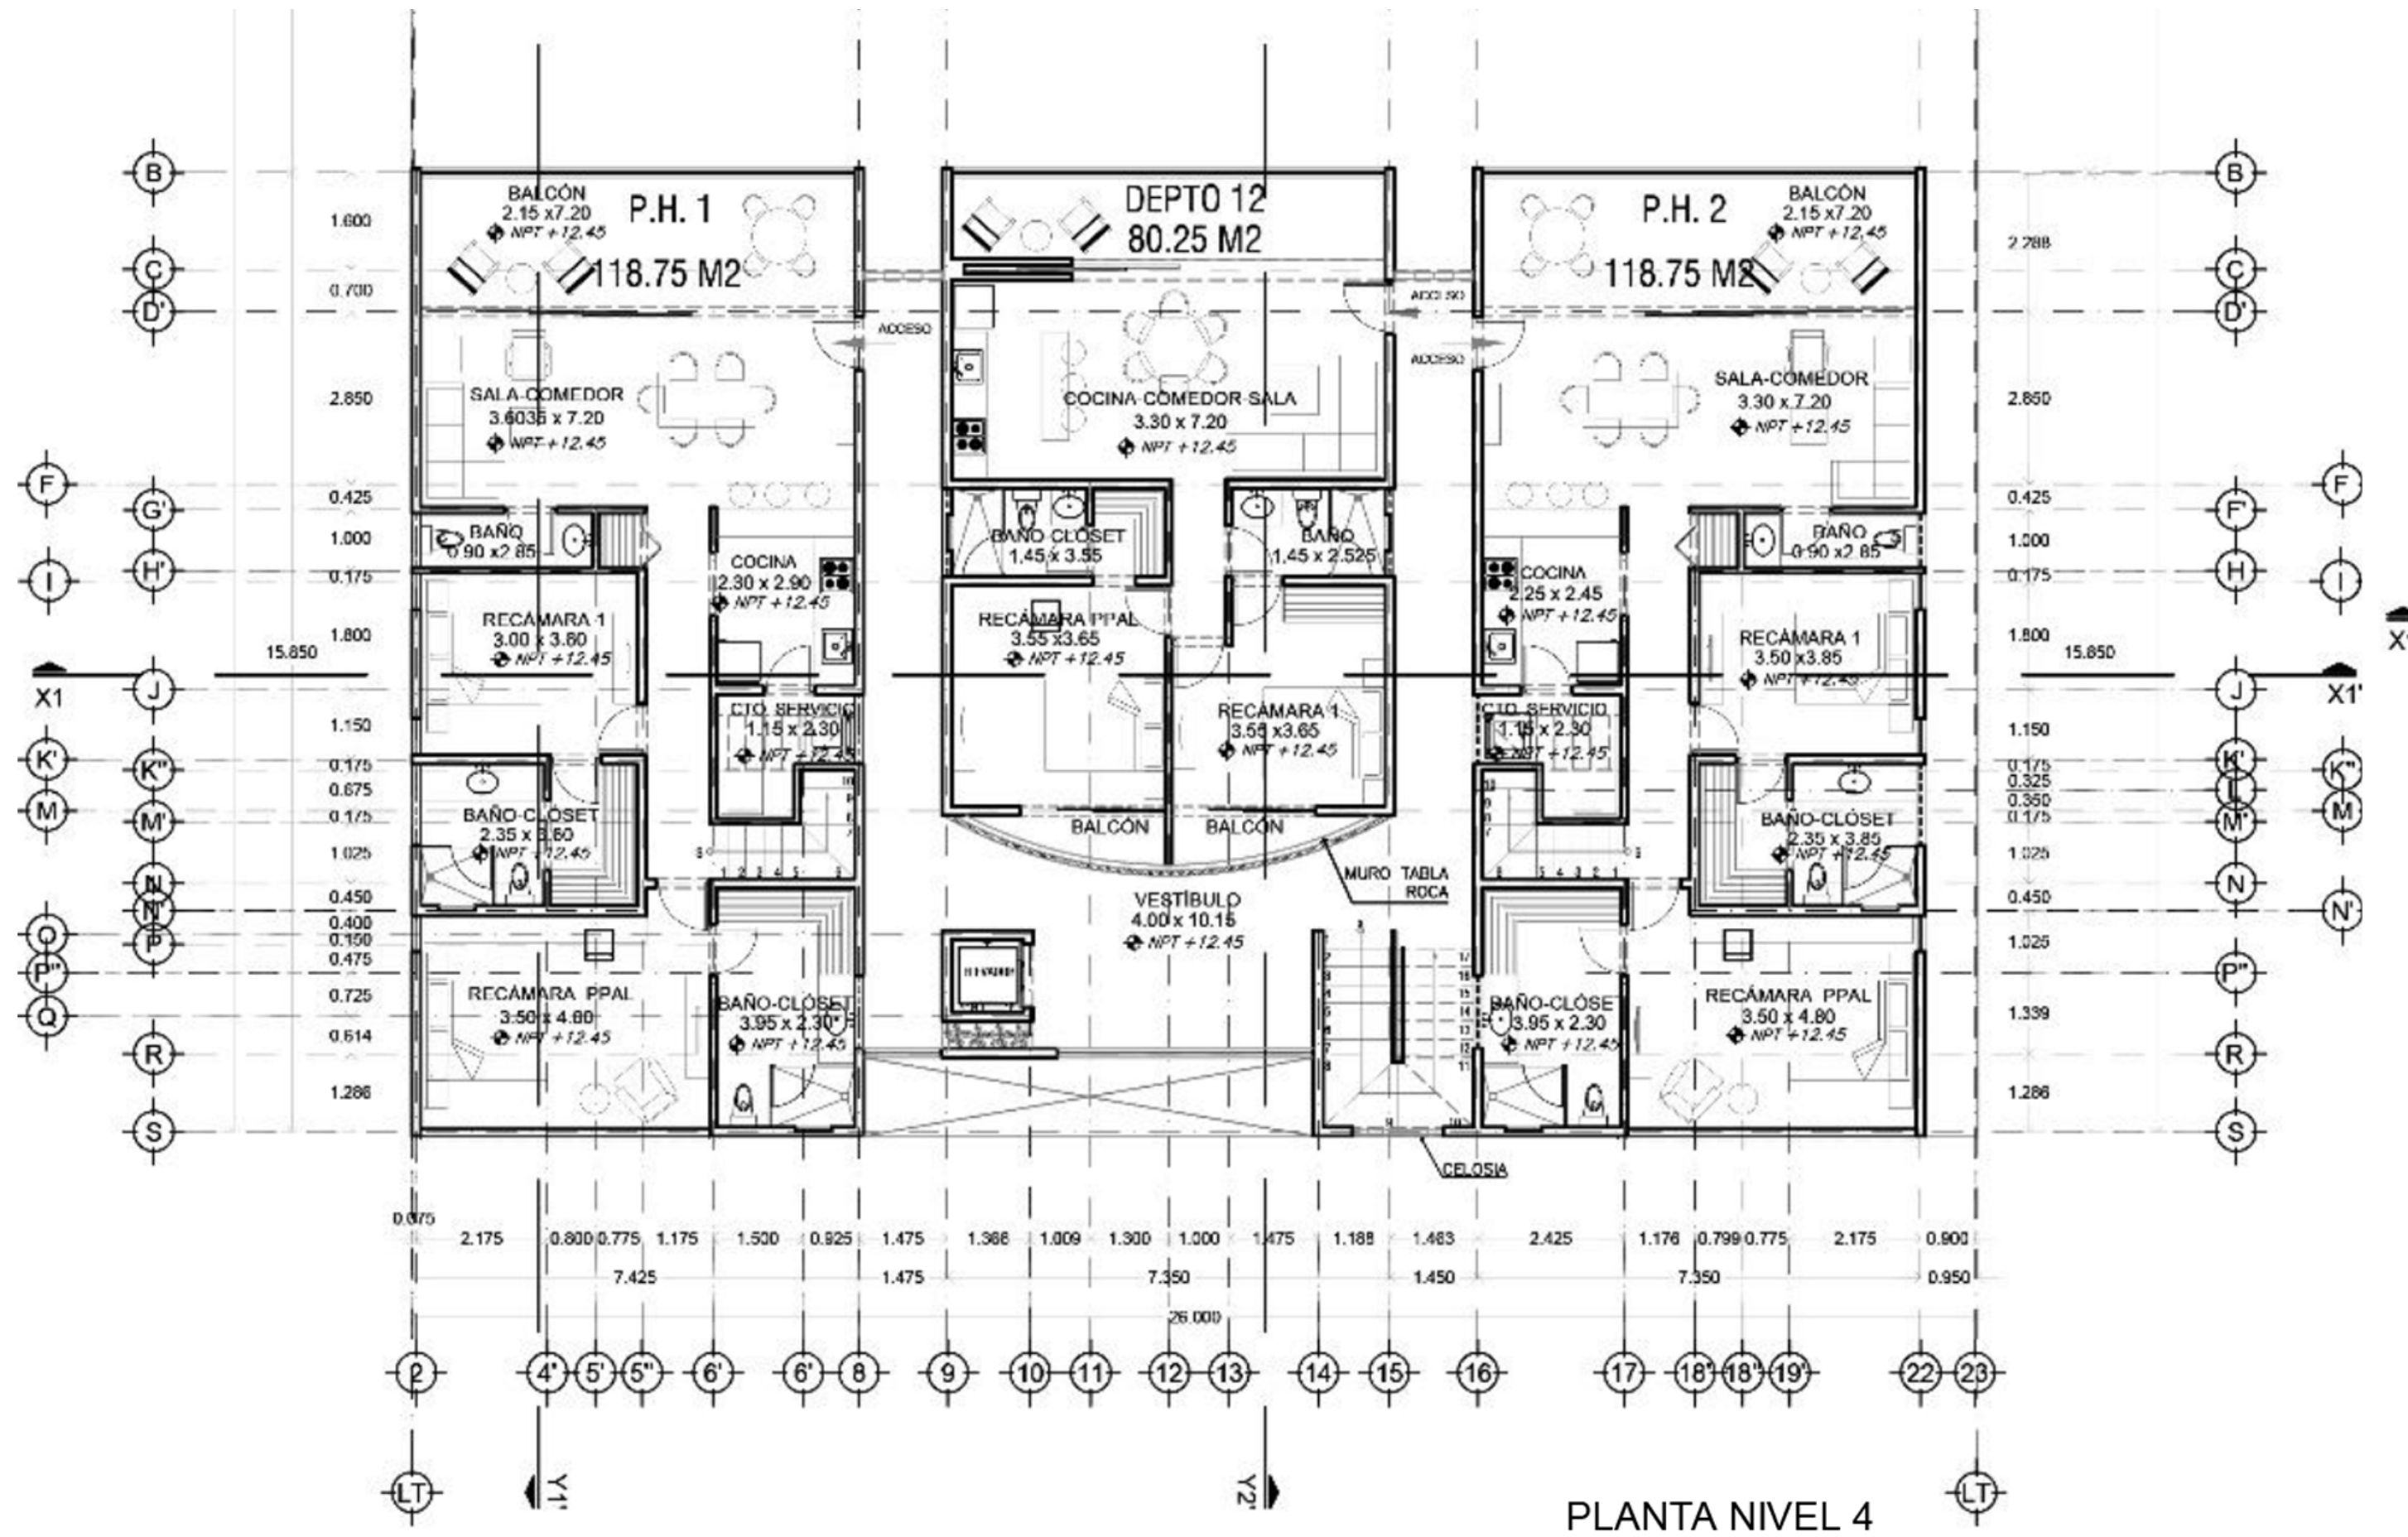 BALCÓN
2.15 x7.20
NPT +12.45
P.H. 1
118.75 M2
DEPTO 12
80.25 M2
P.H. 2
118.75 M2
BALCÓN
2.15 x7.20
NPT +12.45
B
C
D'
F
G'
H'
I
J
K'
K"
M
M'
N
N'
O
P
P"
Q
R
S
1.600
0.700
2.850
0.425
1.000
0.175
1.800
15.850
1.150
0.175
0.675
0.175
1.025
0.450
0.400
0.150
0.475
0.725
0.614
1.286
X1
ACCESO
ACCESO
ACCESO
SALA-COMEDOR
3.6035 x 7.20
NPT +12.45
COCINA-COMEDOR-SALA
3.30 x 7.20
NPT +12.45
SALA-COMEDOR
3.30 x 7.20
NPT +12.45
BAÑO
0.90 x2.85
COCINA
2.30 x 2.90
NPT +12.45
BAÑO CLOSET
1.45 x 3.55
BAÑO
1.45 x 2.525
COCINA
2.25 x 2.45
NPT +12.45
BAÑO
0.90 x2.85
RECÁMARA 1
3.00 x 3.80
NPT +12.45
RECÁMARA PPAL
3.55 x3.65
NPT +12.45
RECÁMARA 1
3.55 x3.65
NPT +12.45
RECÁMARA 1
3.50 x3.85
NPT +12.45
CTO. SERVICIO
1.15 x 2.30
NPT +12.45
CTO. SERVICIO
1.15 x 2.30
NPT +12.45
BAÑO-CLÓSET
2.35 x 3.60
NPT +12.45
BALCÓN
BALCÓN
BAÑO-CLÓSET
2.35 x 3.85
NPT +12.45
MURO TABLA
ROCA
VESTÍBULO
4.00 x 10.15
NPT +12.45
RECÁMARA PPAL
3.50 x 4.80
NPT +12.45
BAÑO-CLÓSET
3.95 x 2.30
NPT +12.45
BAÑO-CLÓSE
3.95 x 2.30
NPT +12.45
RECÁMARA PPAL
3.50 x 4.80
NPT +12.45
CELOSIA
2.288
2.850
0.425
1.000
0.175
1.800
15.850
1.150
0.175
0.325
0.350
0.175
1.025
0.450
1.025
1.339
1.286
B
C
D'
F
F'
H
I
J
K'
K"
L
M
M'
N
N'
P"
R
S
X1'
X
0.075
2.175
0.800
0.775
1.175
1.500
0.925
1.475
1.366
1.009
1.300
1.000
1.475
1.188
1.463
2.425
1.176
0.799
0.775
2.175
0.900
7.425
1.475
7.350
1.450
7.350
0.950
26.000
2
4'
5'
5"
6'
6'
8
9
10
11
12
13
14
15
16
17
18'
18"
19'
22
23
LT
Y1'
Y2'
LT
PLANTA NIVEL 4